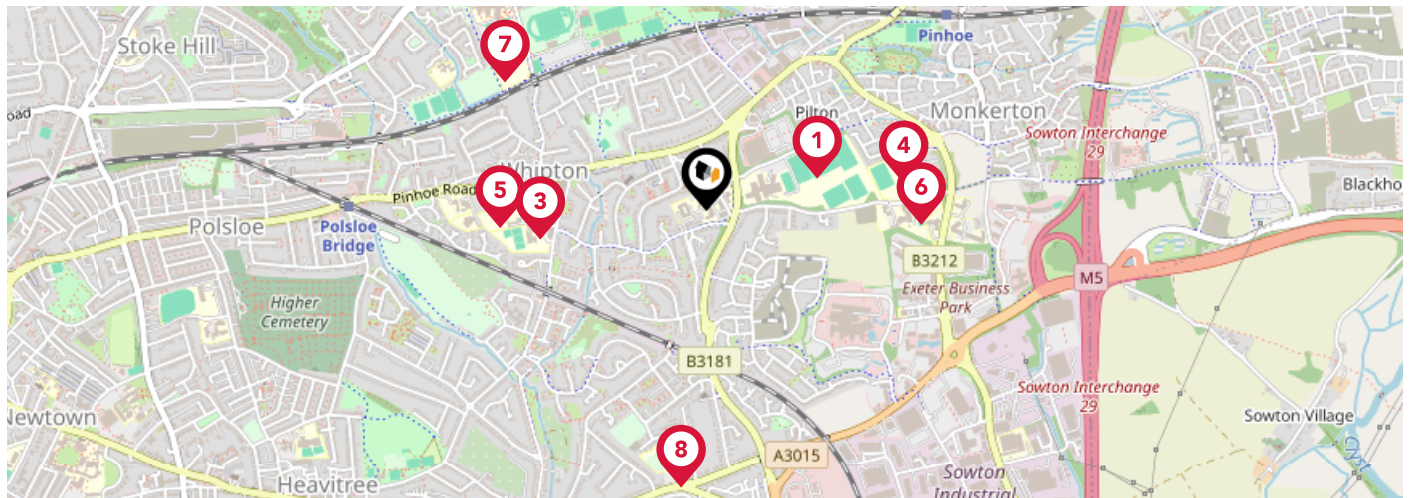 Stoke Hill
7
Pinhoe
oad
Pilton
Monkerton
1
4
Sowton Interchange
29
Whipton
6
Blackho
Pinhoe Road
5
3
Polsloe
Polsloe
Bridge
B3212
M5
Higher
Cemetery
Exeter Business
Park
B3181
Sowton Interchange
29
Newtown
Sowton Village
8
A3015
Clyst
Heavitree
Sowton
Industrial